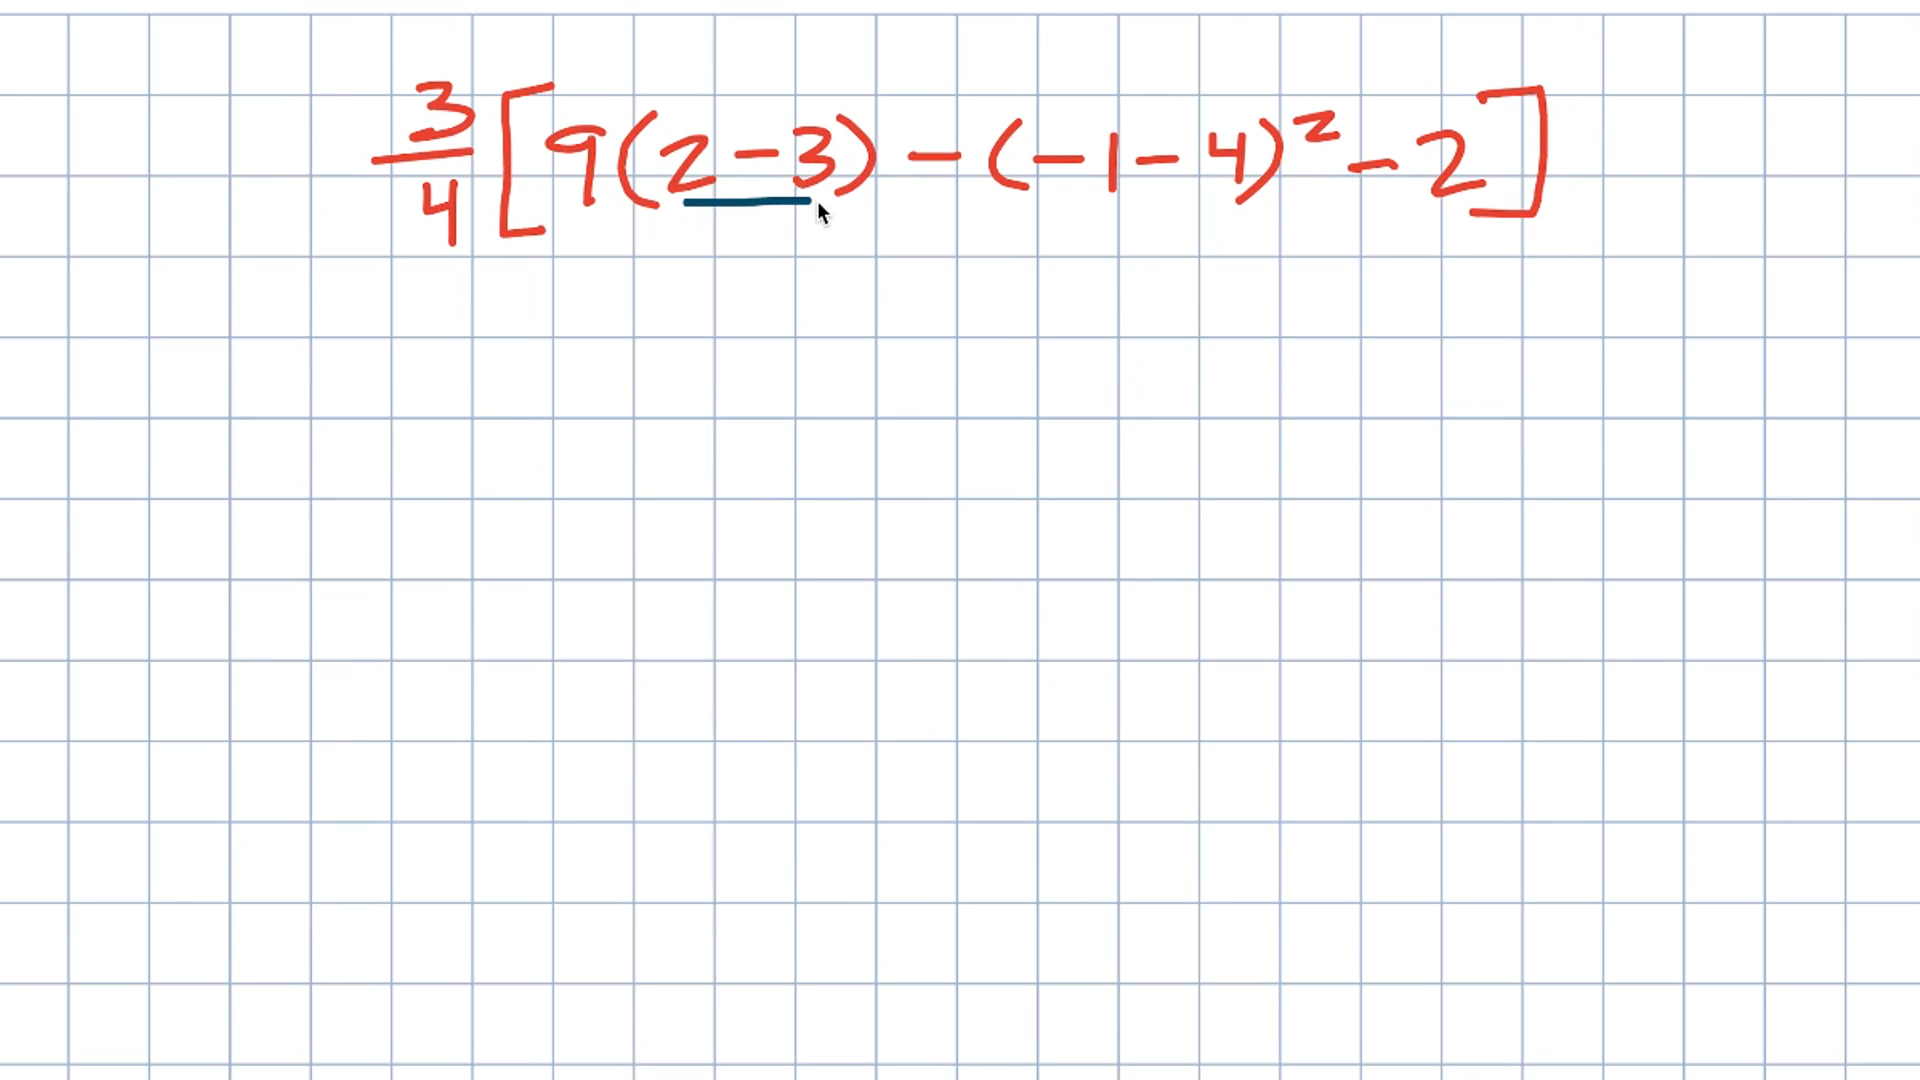 3/4 [9(2-3) - (-1-4)² - 2]